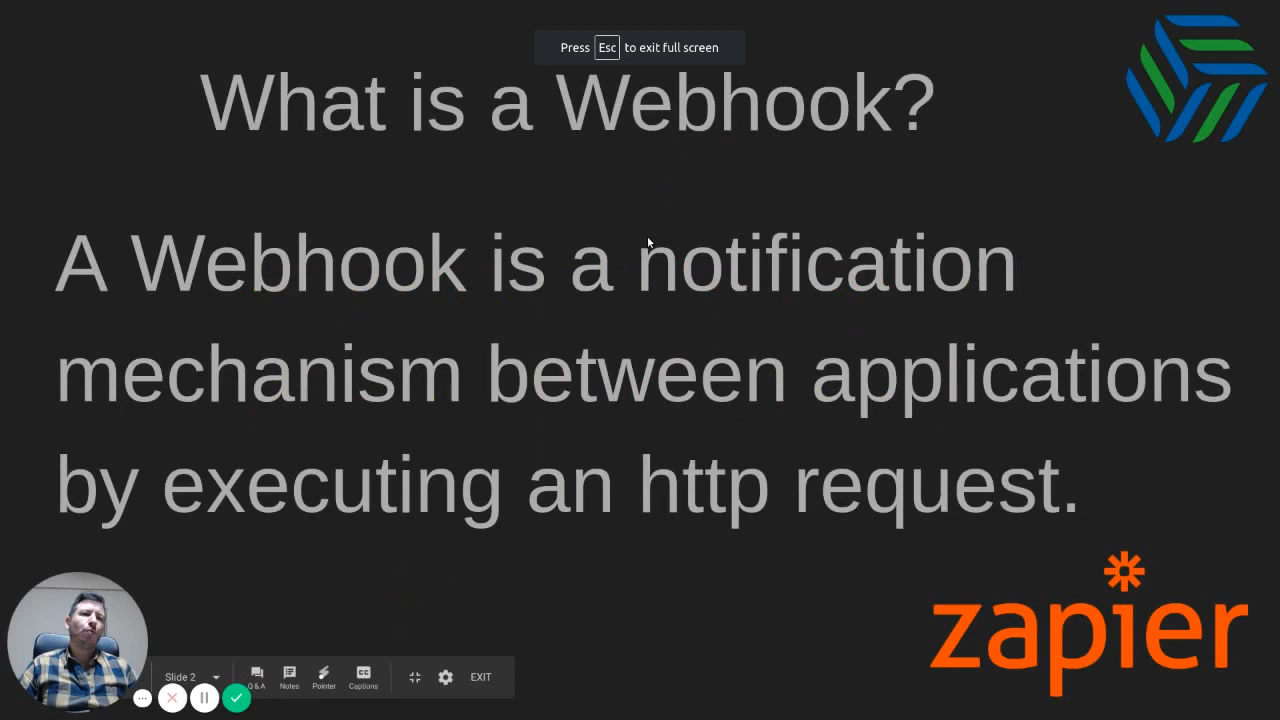 Press Esc to exit full screen
What is a Webhook?
A Webhook is a notification
mechanism between applications
by executing an http request.
zapier
Slide 2
Q & A Notes Pointer Captions EXIT
CC